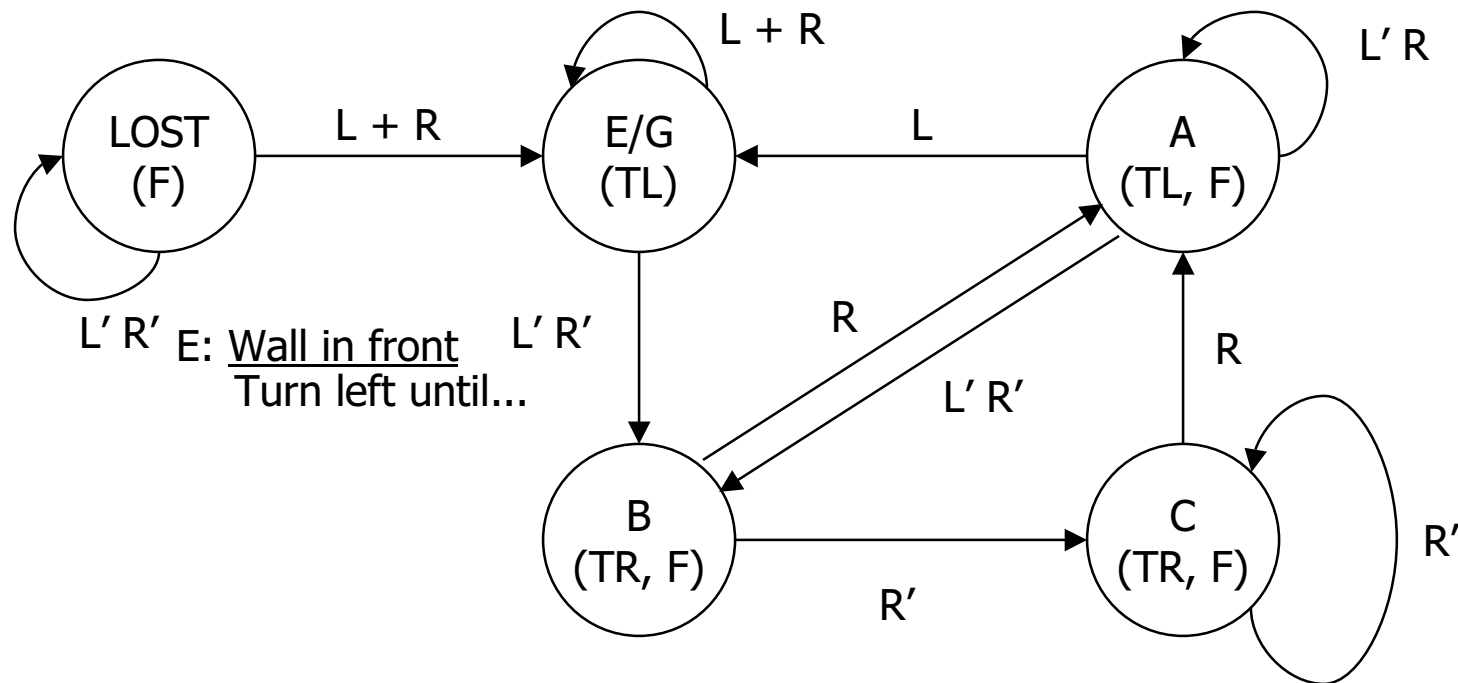 L + R
L’ R
LOST
(F)
L + R
E/G
(TL)
L
A
(TL, F)
L’ R’
E: Wall in front
Turn left until...
L’ R’
R
L’ R’
R
B
(TR, F)
R’
C
(TR, F)
R’